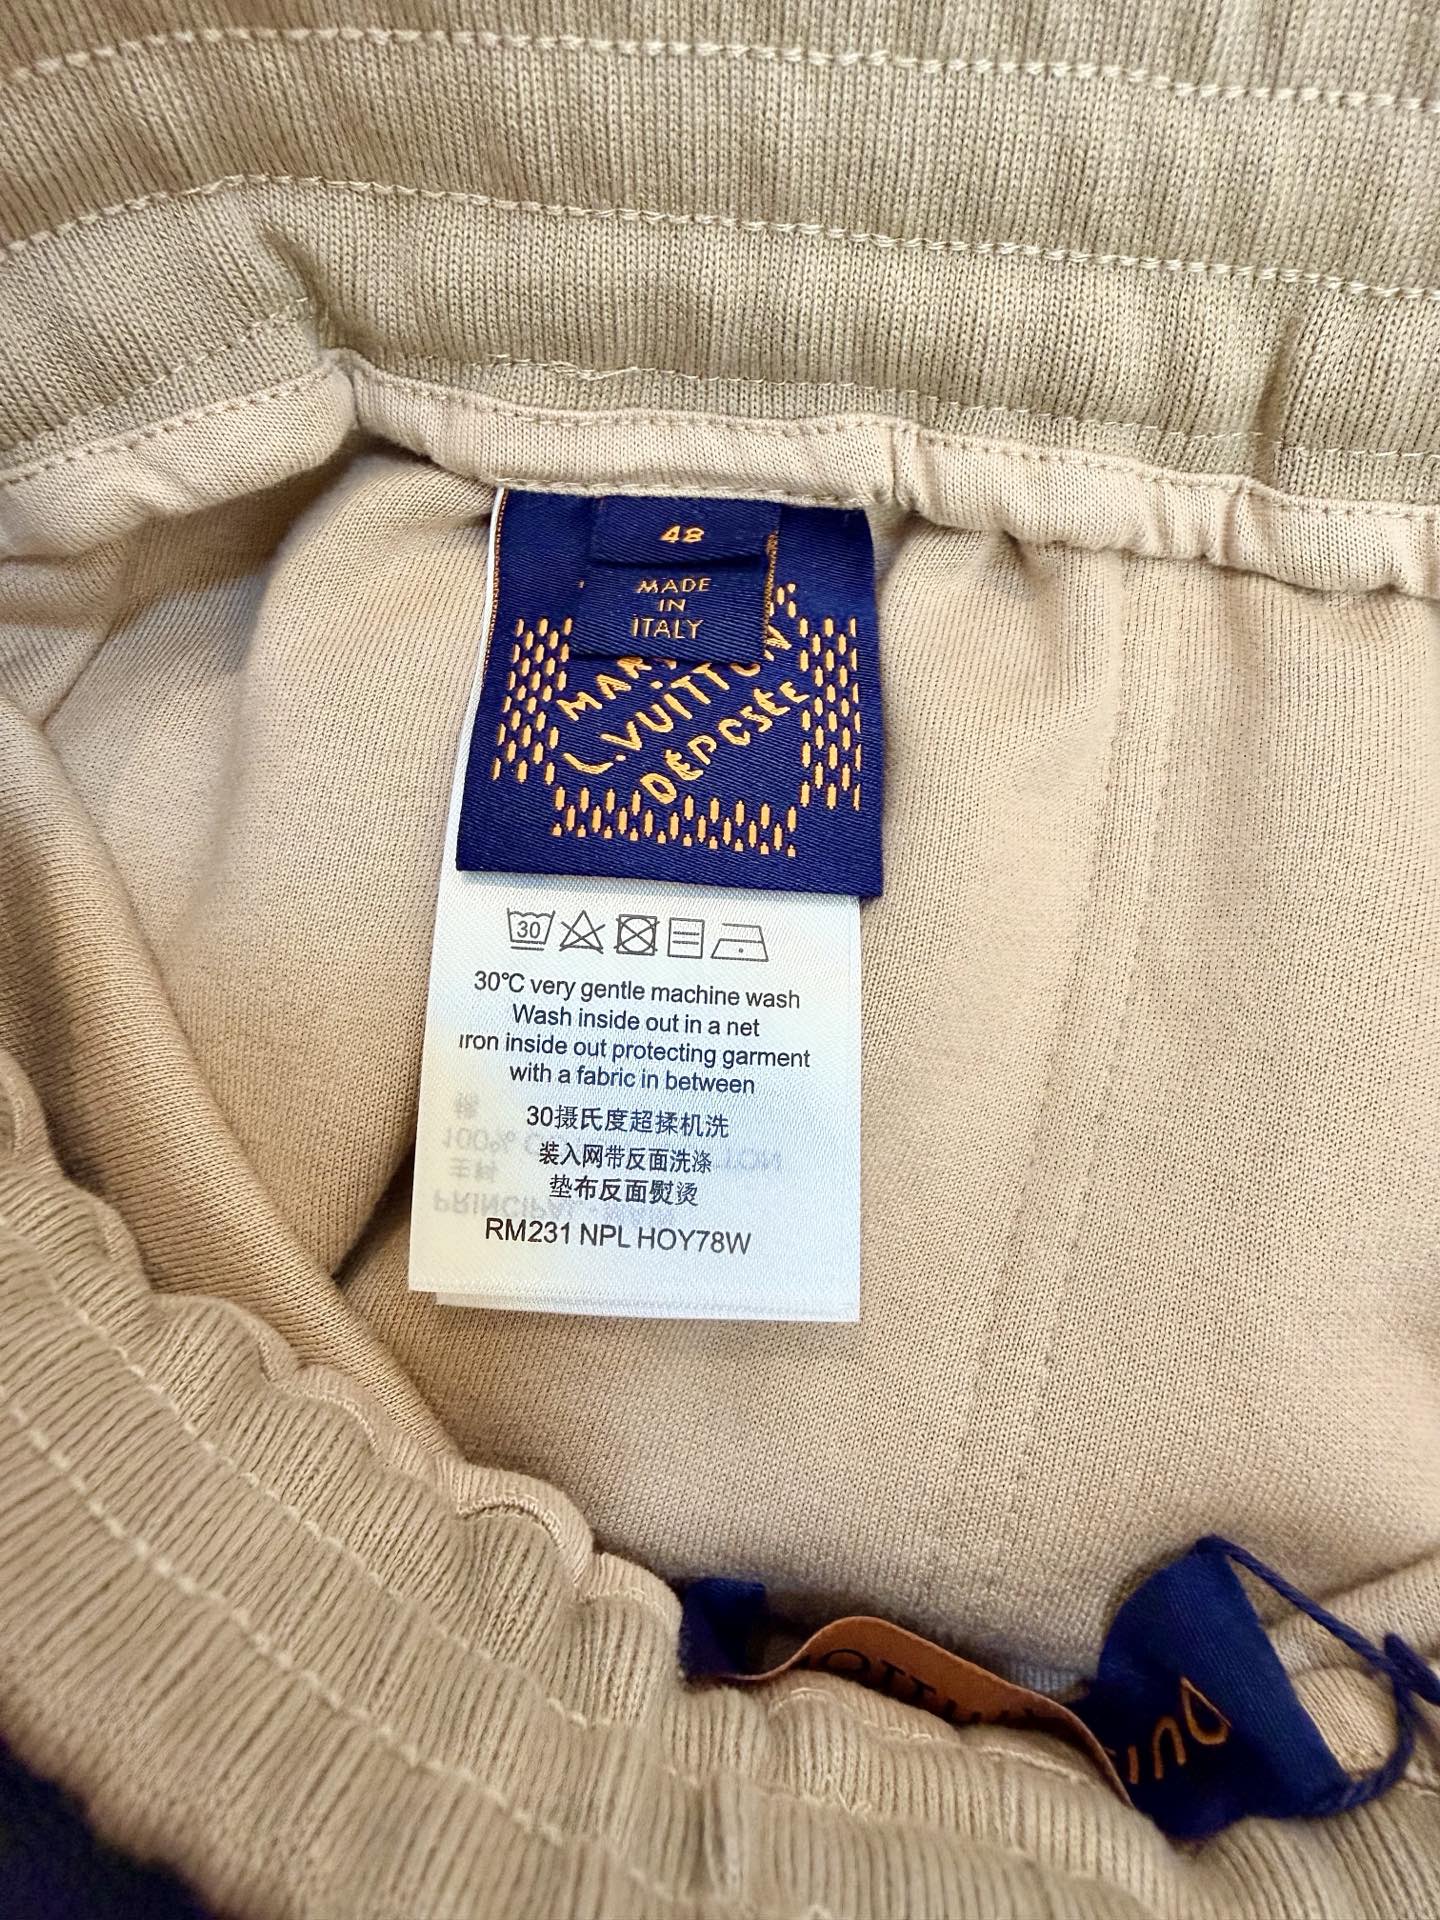 48
MADE
IN
ITALY
L.VUITTON
DÉPOSÉE
30
30°C very gentle machine wash
Wash inside out in a net
Iron inside out protecting garment
with a fabric in between
30摄氏度超揉机洗
装入网带反面洗涤
垫布反面熨烫
RM231 NPL HOY78W